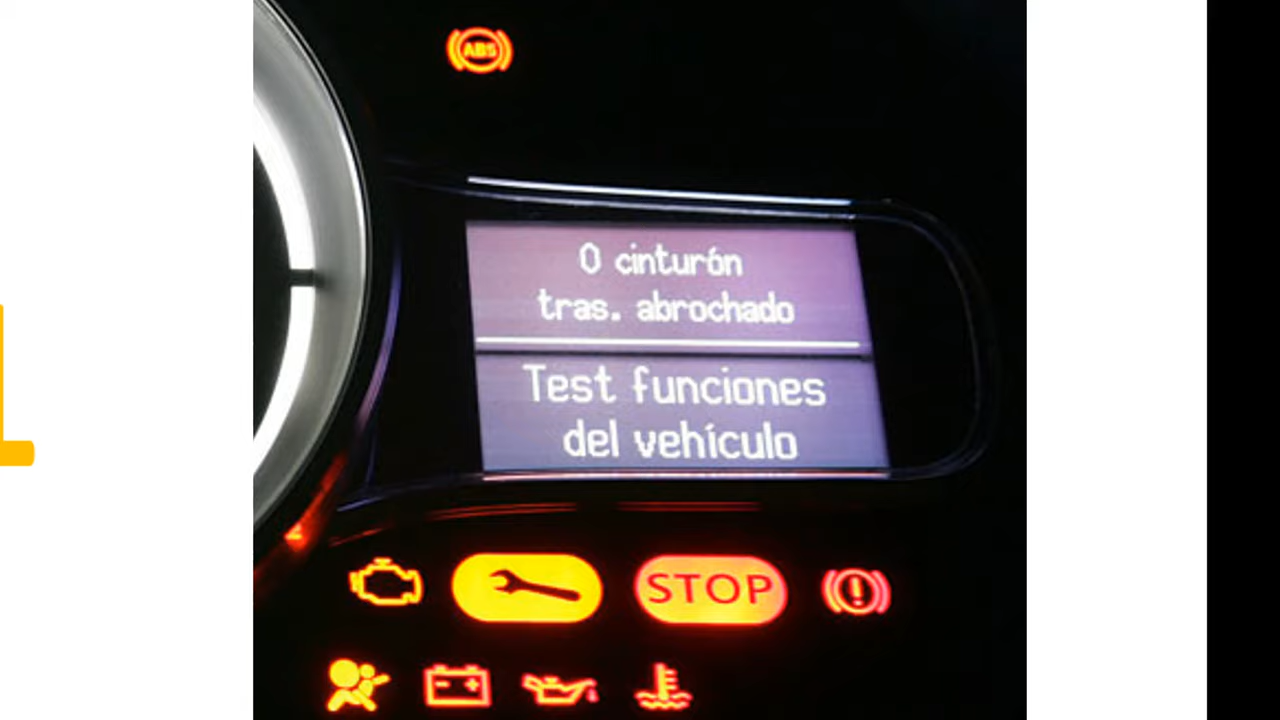 ABS
0 cinturón
tras. abrochado
Test funciones
del vehículo
STOP